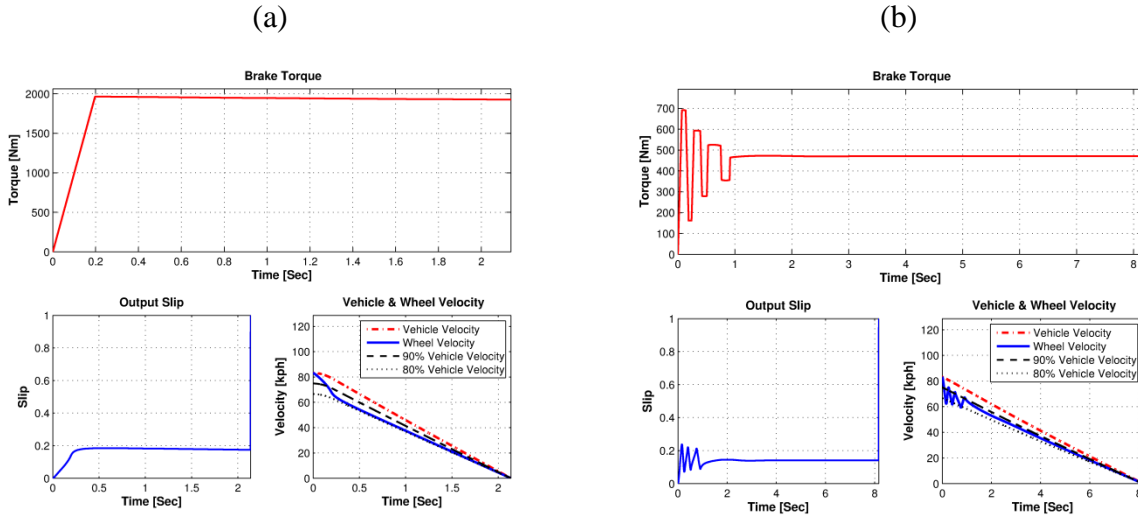 (a)
(b)
Brake Torque
Torque [Nm]
2000
1500
1000
500
0
0 0.2 0.4 0.6 0.8 1 1.2 1.4 1.6 1.8 2
Time [Sec]
Output Slip
Slip
1
0.8
0.6
0.4
0.2
0
0 0.5 1 1.5 2
Time [Sec]
Vehicle & Wheel Velocity
Velocity [kph]
120
100
80
60
40
20
0
0 0.5 1 1.5 2
Time [Sec]
Vehicle Velocity
Wheel Velocity
90% Vehicle Velocity
80% Vehicle Velocity
Brake Torque
Torque [Nm]
700
600
500
400
300
200
100
0
0 1 2 3 4 5 6 7 8
Time [Sec]
Output Slip
Slip
1
0.8
0.6
0.4
0.2
0
0 2 4 6 8
Time [Sec]
Vehicle & Wheel Velocity
Velocity [kph]
120
100
80
60
40
20
0
0 2 4 6 8
Time [Sec]
Vehicle Velocity
Wheel Velocity
90% Vehicle Velocity
80% Vehicle Velocity